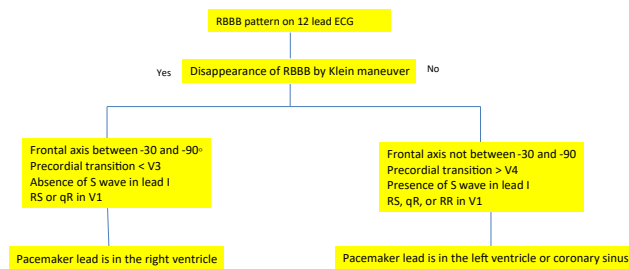 RBBB pattern on 12 lead ECG
Yes
Disappearance of RBBB by Klein maneuver
No
Frontal axis between -30 and -90◦
Precordial transition < V3
Absence of S wave in lead I
RS or qR in V1
Frontal axis not between -30 and -90
Precordial transition > V4
Presence of S wave in lead I
RS, qR, or RR in V1
Pacemaker lead is in the right ventricle
Pacemaker lead is in the left ventricle or coronary sinus